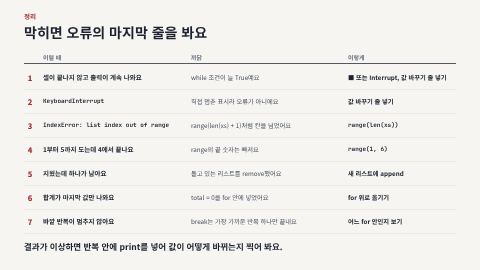 정리
막히면 오류의 마지막 줄을 봐요
이럴 때 까닭 이렇게
1 셀이 끝나지 않고 출력이 계속 나와요 while 조건이 늘 True예요 ■ 또는 Interrupt, 값 바꾸기 줄 넣기
2 KeyboardInterrupt 직접 멈춘 표시라 오류가 아니에요 값 바꾸기 줄 넣기
3 IndexError: list index out of range range(len(xs) + 1)처럼 칸을 넘었어요 range(len(xs))
4 1부터 5까지 도는데 4에서 끝나요 range의 끝 숫자는 빠져요 range(1, 6)
5 지웠는데 하나가 남아요 돌고 있는 리스트를 remove했어요 새 리스트에 append
6 합계가 마지막 값만 나와요 total = 0을 for 안에 넣었어요 for 위로 옮기기
7 바깥 반복이 멈추지 않아요 break는 가장 가까운 반복 하나만 끝내요 어느 for 안인지 보기
결과가 이상하면 반복 안에 print를 넣어 값이 어떻게 바뀌는지 찍어 봐요.